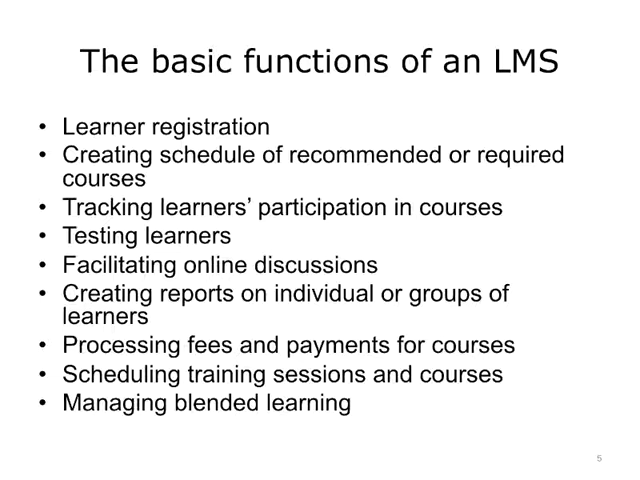 The basic functions of an LMS
• Learner registration
• Creating schedule of recommended or required
courses
• Tracking learners’ participation in courses
• Testing learners
• Facilitating online discussions
• Creating reports on individual or groups of
learners
• Processing fees and payments for courses
• Scheduling training sessions and courses
• Managing blended learning
5